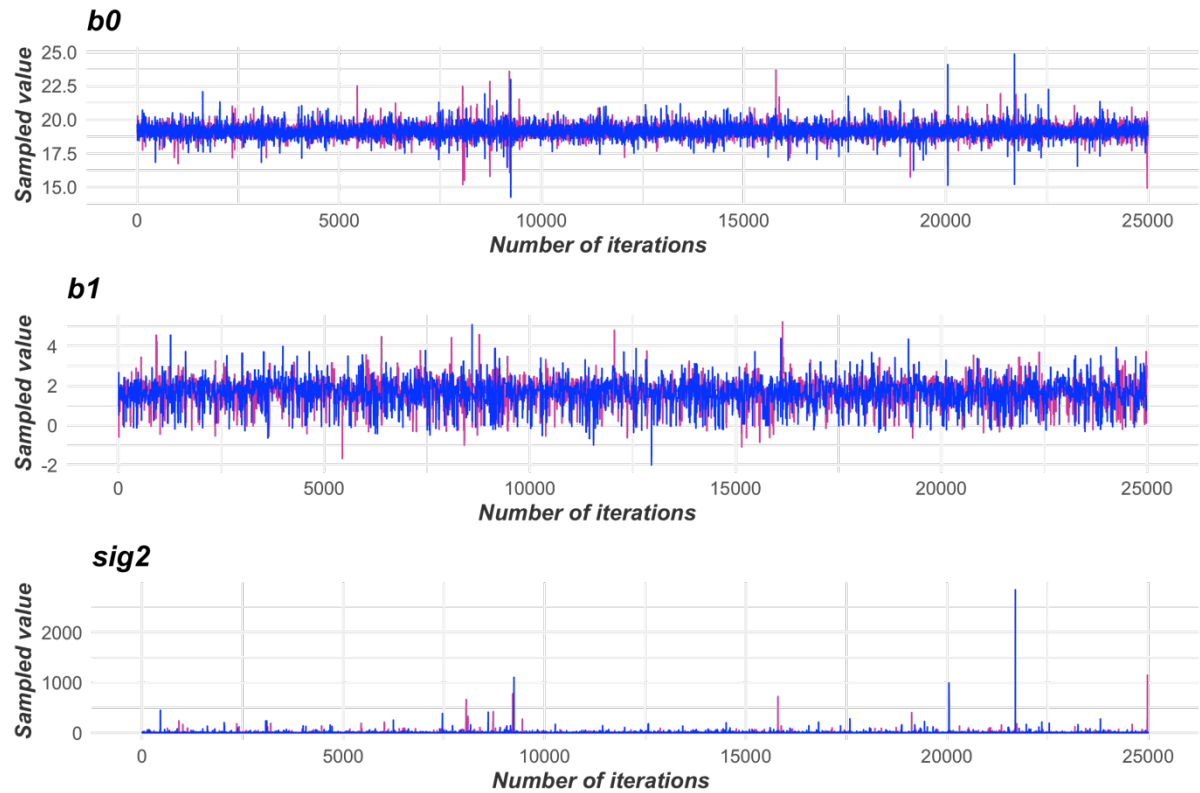 b0
Sampled value
25.0
22.5
20.0
17.5
15.0
0 5000 10000 15000 20000 25000
Number of iterations
b1
Sampled value
4
2
0
-2
0 5000 10000 15000 20000 25000
Number of iterations
sig2
Sampled value
2000
1000
0
0 5000 10000 15000 20000 25000
Number of iterations